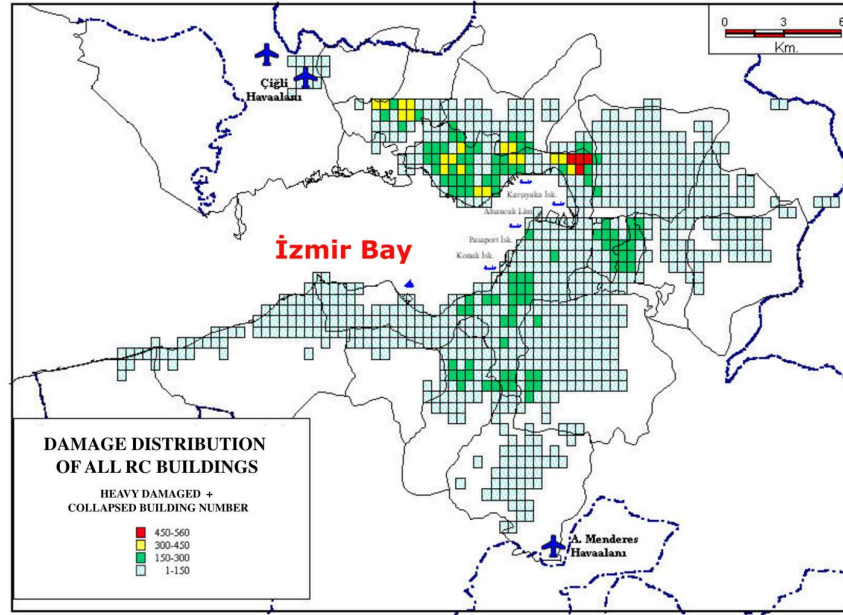 0 3 6
Km.
Çiğli
Havaalanı
Karşıyaka İsk.
Alsancak Lim.
Pasaport İsk.
Konak İsk.
İzmir Bay
DAMAGE DISTRIBUTION
OF ALL RC BUILDINGS
HEAVY DAMAGED +
COLLAPSED BUILDING NUMBER
450-560
300-450
150-300
1-150
A. Menderes
Havaalanı